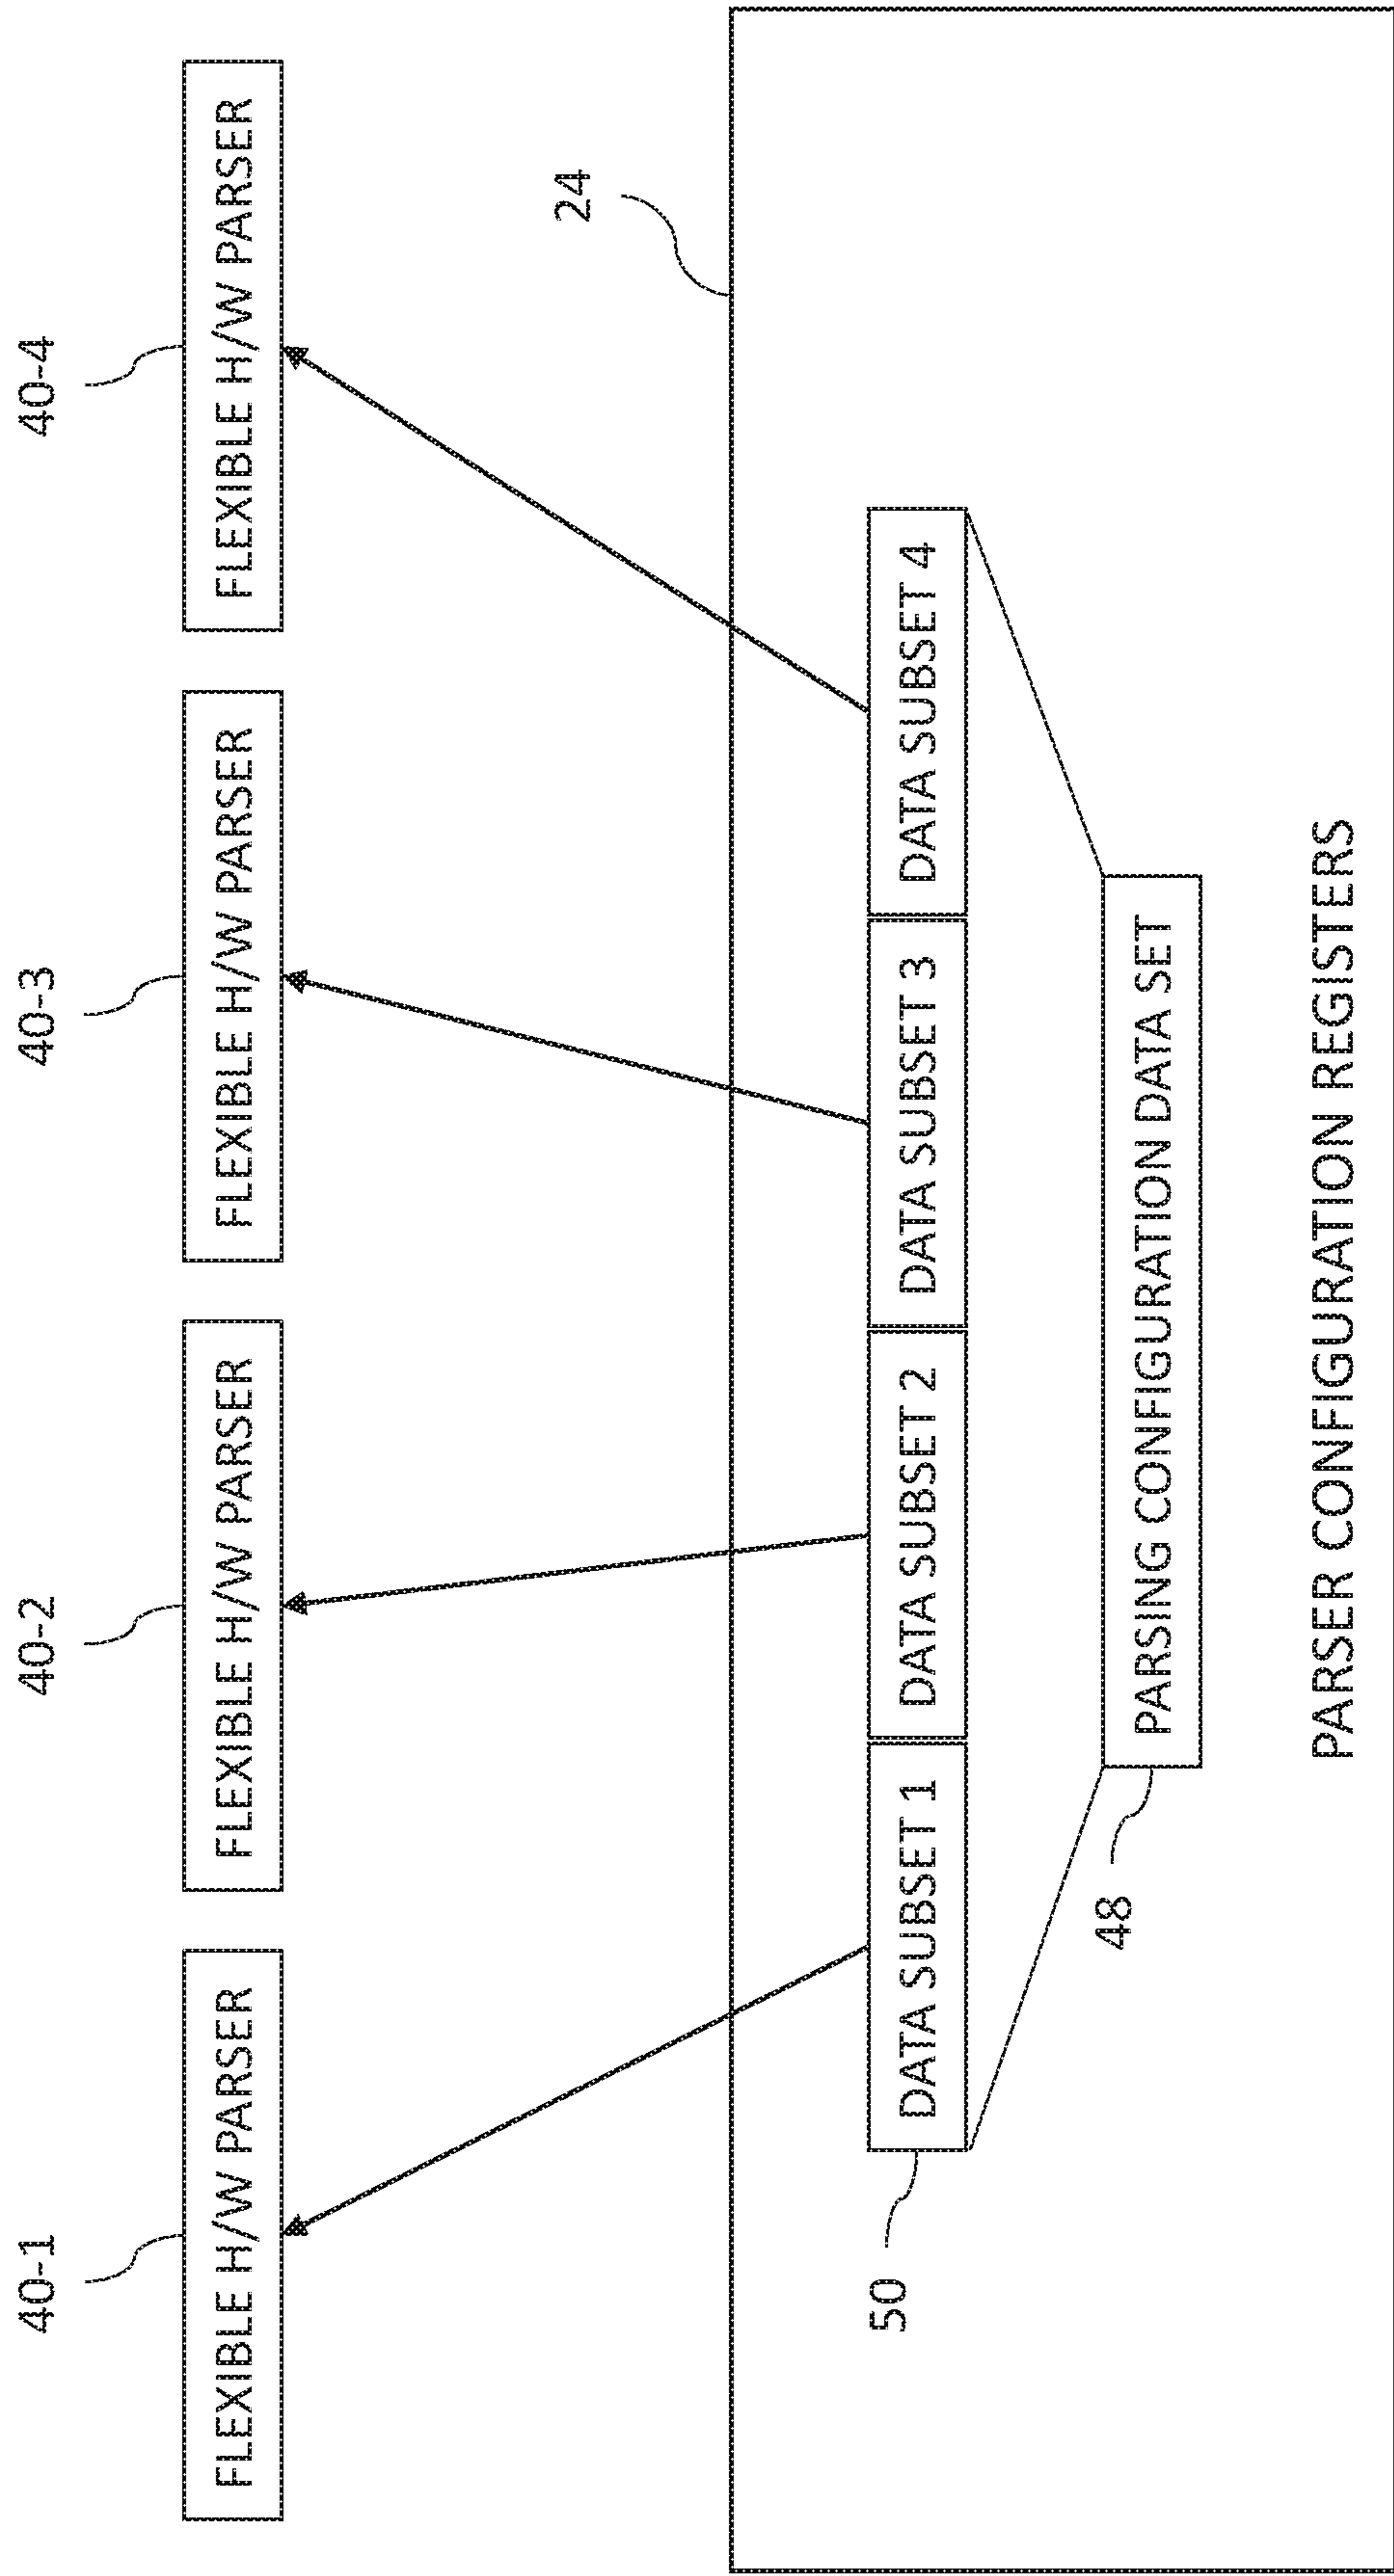 40-1
40-2
40-3
40-4
FLEXIBLE H/W PARSER
FLEXIBLE H/W PARSER
FLEXIBLE H/W PARSER
FLEXIBLE H/W PARSER
24
50
DATA SUBSET 1
DATA SUBSET 2
DATA SUBSET 3
DATA SUBSET 4
48
PARSING CONFIGURATION DATA SET
PARSER CONFIGURATION REGISTERS